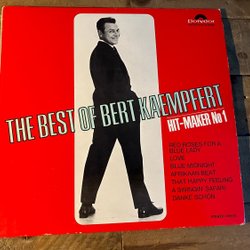 Polydor
THE BEST OF BERT KAEMPFERT
HIT-MAKER No 1
RED ROSES FOR A
BLUE LADY
LOVE
BLUE MIDNIGHT
AFRIKAAN BEAT
THAT HAPPY FEELING
A SWINGIN' SAFARI
DANKE SCHÖN